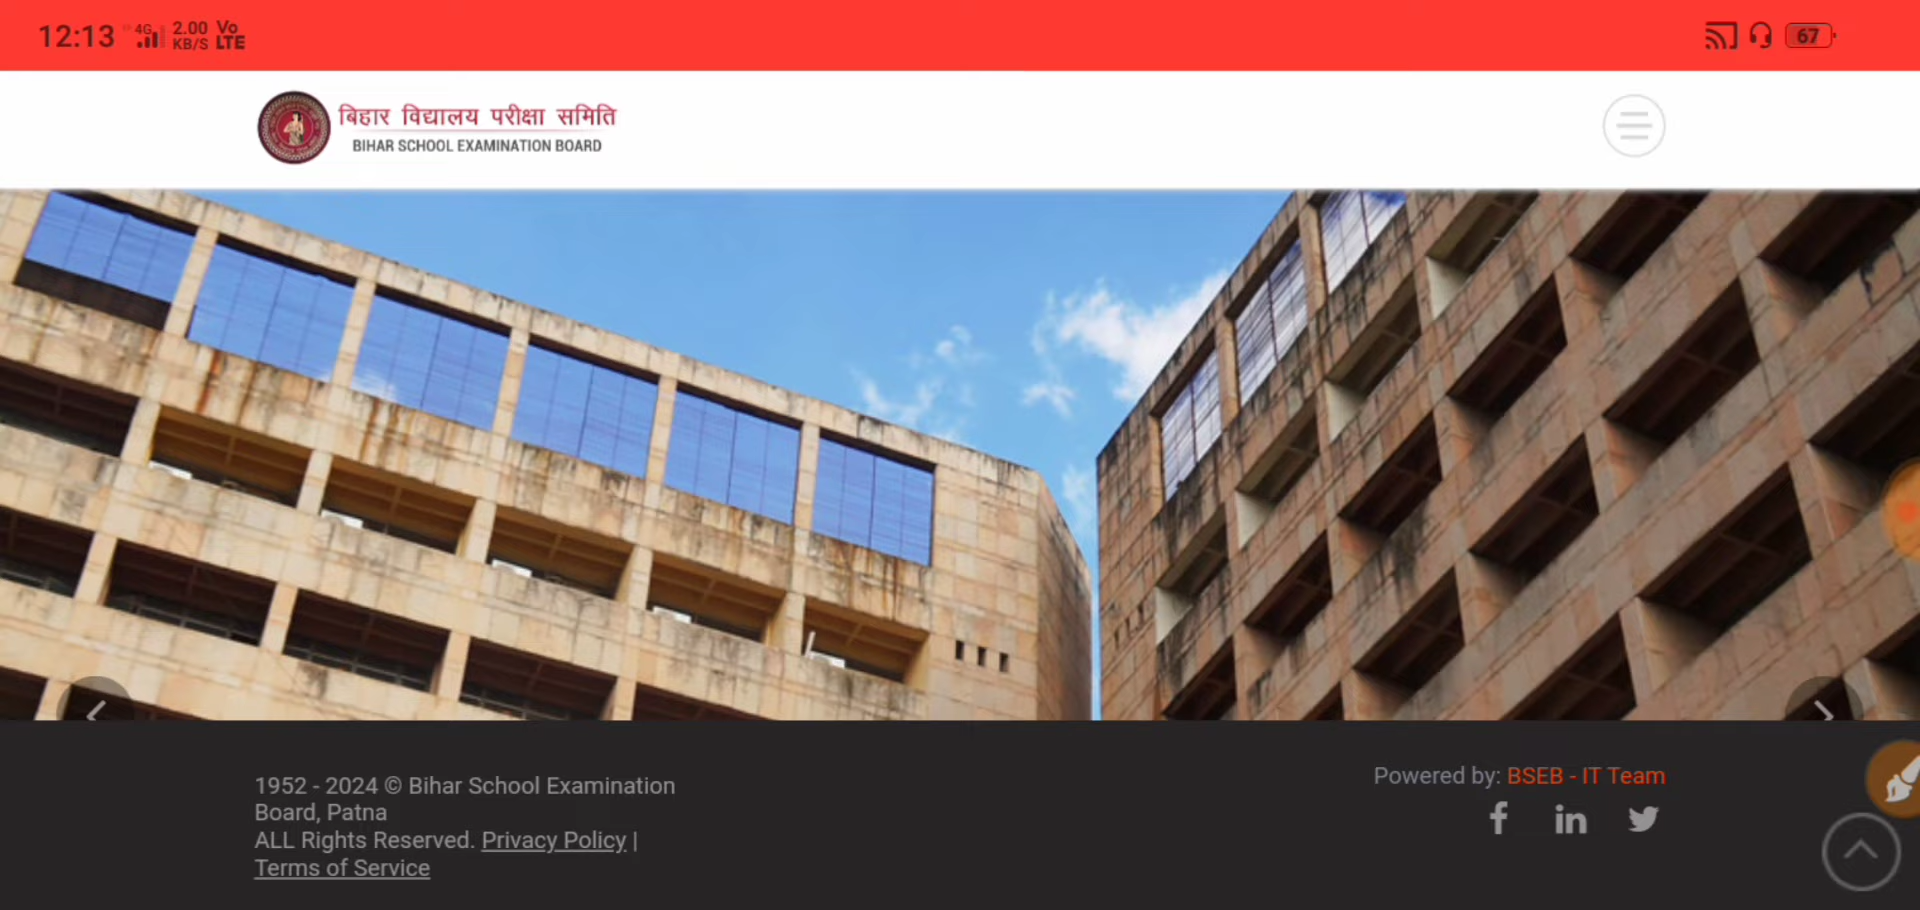 12:13 4G 2.00 KB/S Vo LTE 67
बिहार विद्यालय परीक्षा समिति
BIHAR SCHOOL EXAMINATION BOARD
1952 - 2024 © Bihar School Examination
Board, Patna
ALL Rights Reserved. Privacy Policy |
Terms of Service
Powered by: BSEB - IT Team